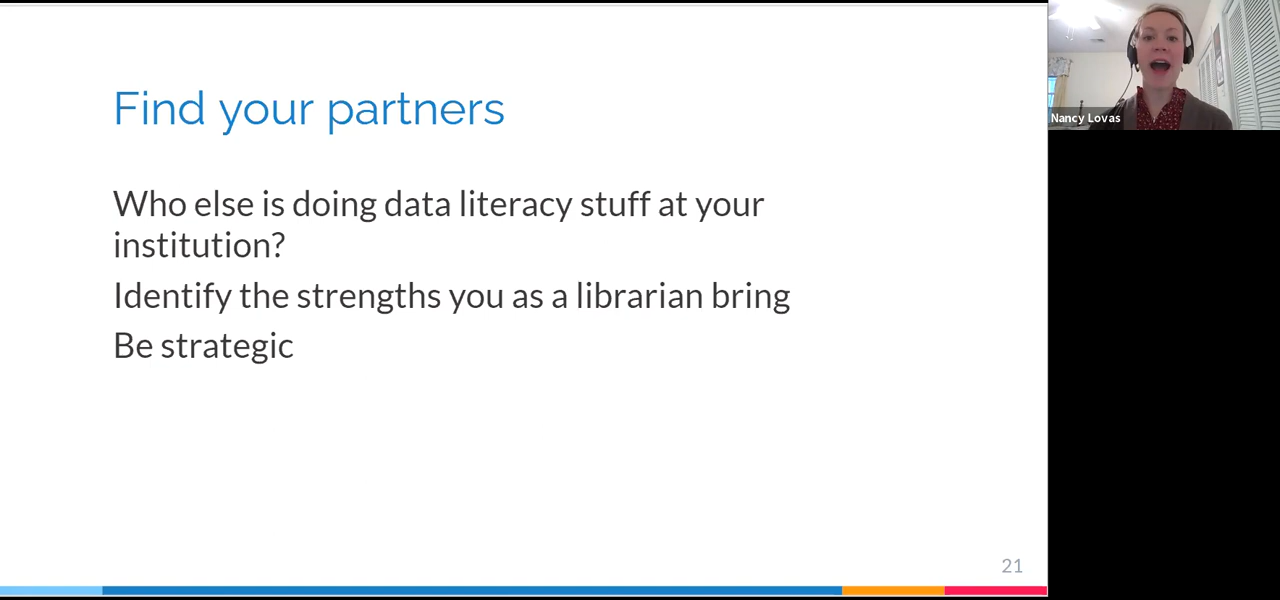 Find your partners
Nancy Lovas
Who else is doing data literacy stuff at your
institution?
Identify the strengths you as a librarian bring
Be strategic
21